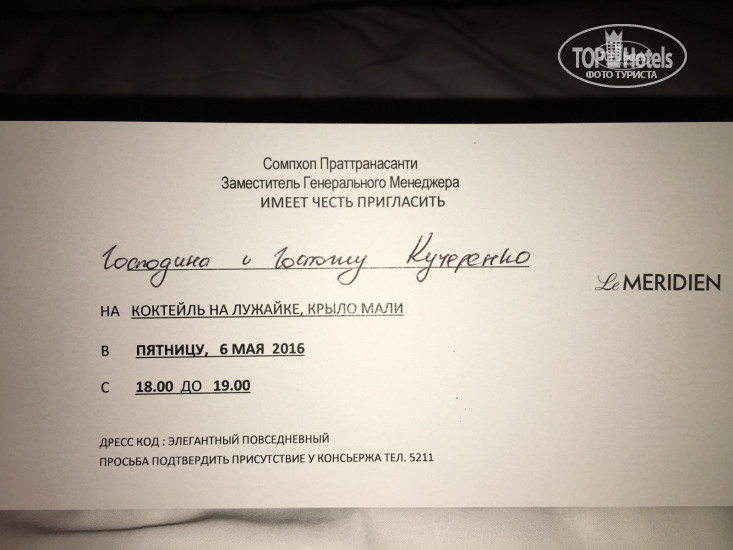 TOP Hotels
ФОТО ТУРИСТА
Сомпхоп Праттранасанти
Заместитель Генерального Менеджера
ИМЕЕТ ЧЕСТЬ ПРИГЛАСИТЬ
Господина и Госпожу Кучеренко
Le MERIDIEN
НА КОКТЕЙЛЬ НА ЛУЖАЙКЕ, КРЫЛО МАЛИ
В ПЯТНИЦУ, 6 МАЯ 2016
С 18.00 ДО 19.00
ДРЕСС КОД : ЭЛЕГАНТНЫЙ ПОВСЕДНЕВНЫЙ
ПРОСЬБА ПОДТВЕРДИТЬ ПРИСУТСТВИЕ У КОНСЬЕРЖА ТЕЛ. 5211